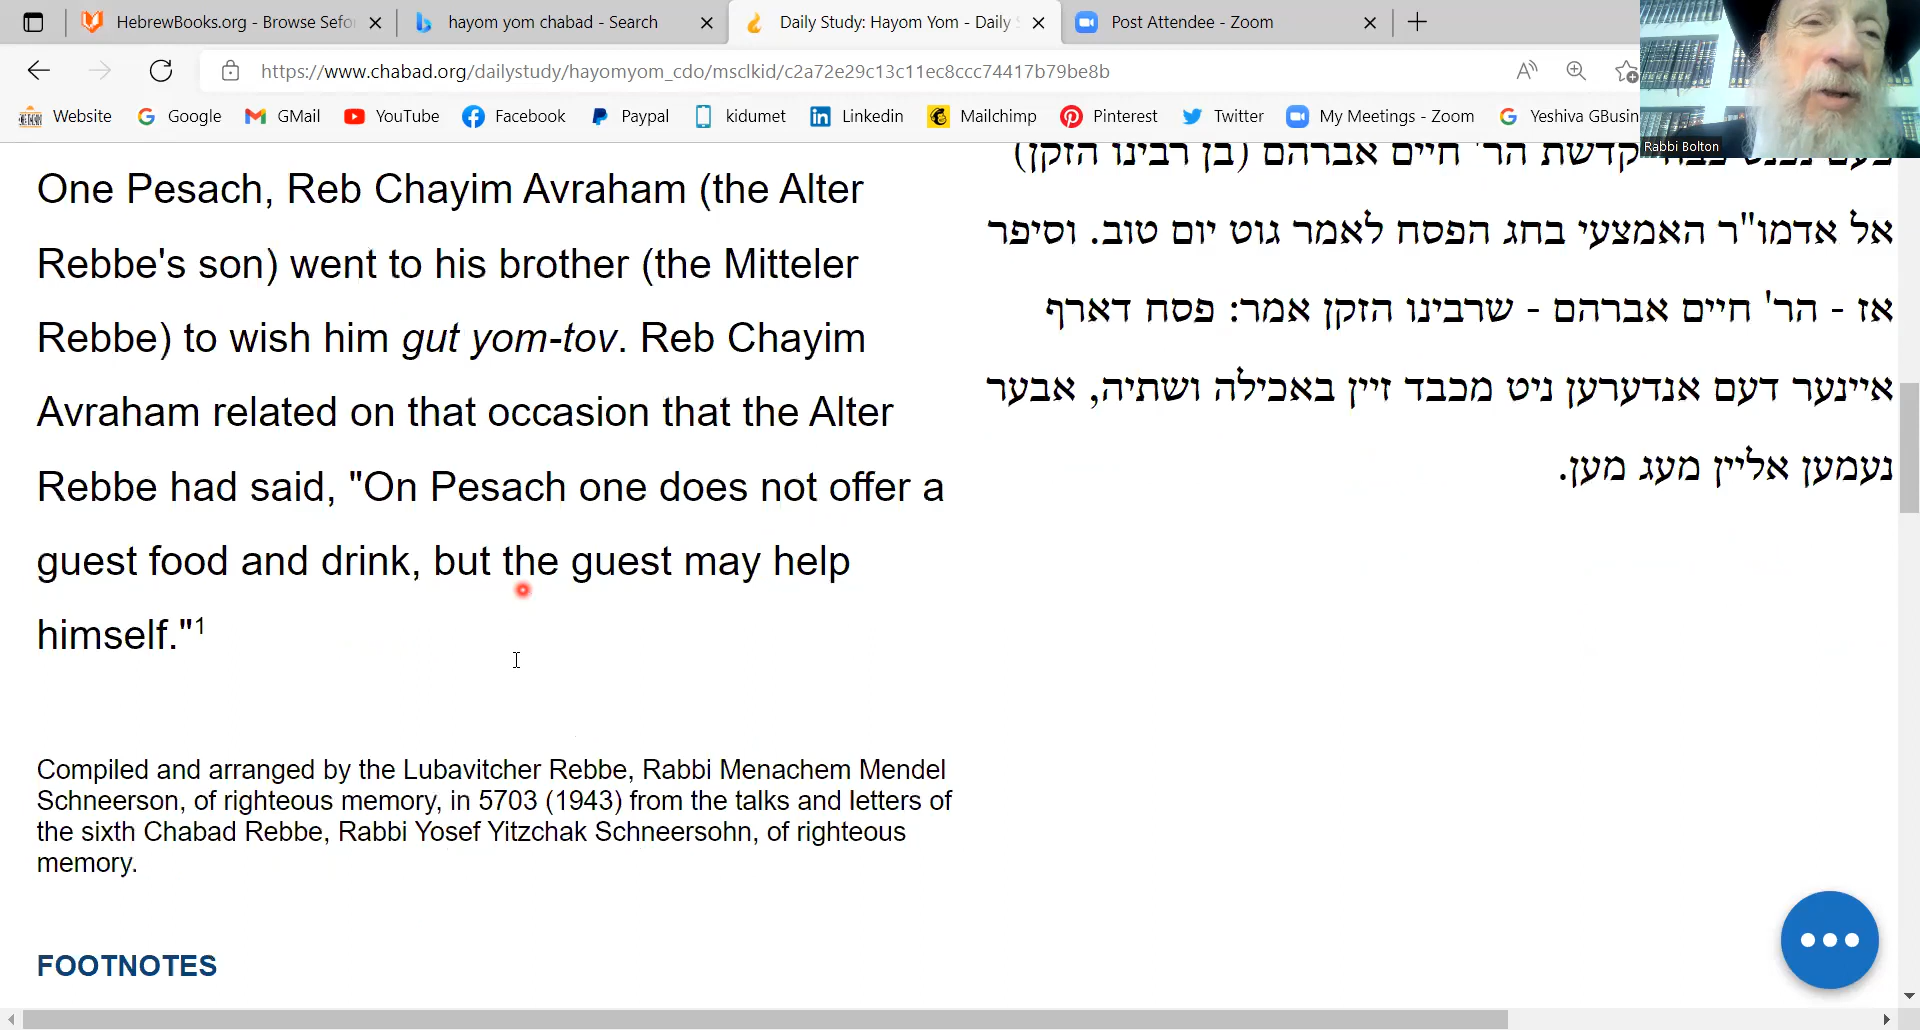 HebrewBooks.org - Browse Sefo
hayom yom chabad - Search
Daily Study: Hayom Yom - Daily S
Post Attendee - Zoom
https://www.chabad.org/dailystudy/hayomyom_cdo/msclkid/c2a72e29c13c11ec8ccc74417b79be8b
Website Google GMail YouTube Facebook Paypal kidumet Linkedin Mailchimp Pinterest Twitter My Meetings - Zoom Yeshiva GBusin
Rabbi Bolton
One Pesach, Reb Chayim Avraham (the Alter
Rebbe's son) went to his brother (the Mitteler
Rebbe) to wish him gut yom-tov. Reb Chayim
Avraham related on that occasion that the Alter
Rebbe had said, "On Pesach one does not offer a
guest food and drink, but the guest may help
himself."1
קדשת הר' חיים אברהם (בן רבינו הזקן)
אל אדמו"ר האמצעי בחג הפסח לאמר גוט יום טוב. וסיפר
אז - הר' חיים אברהם - שרבינו הזקן אמר: פסח דארף
איינער דעם אנדערען ניט מכבד זיין באכילה ושתיה, אבער
נעמען אליין מעג מען.
Compiled and arranged by the Lubavitcher Rebbe, Rabbi Menachem Mendel
Schneerson, of righteous memory, in 5703 (1943) from the talks and letters of
the sixth Chabad Rebbe, Rabbi Yosef Yitzchak Schneersohn, of righteous
memory.
FOOTNOTES